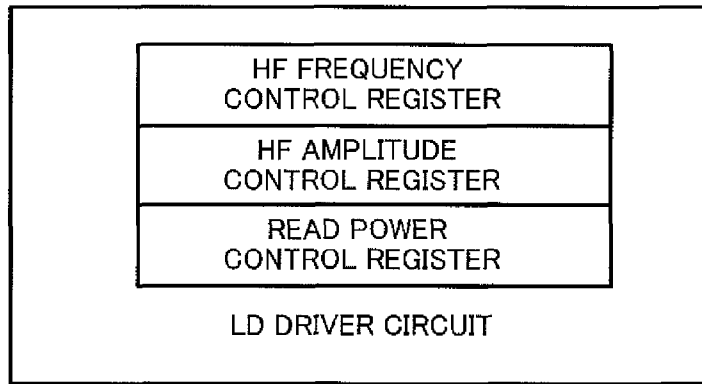 HF FREQUENCY
CONTROL REGISTER
HF AMPLITUDE
CONTROL REGISTER
READ POWER
CONTROL REGISTER
LD DRIVER CIRCUIT